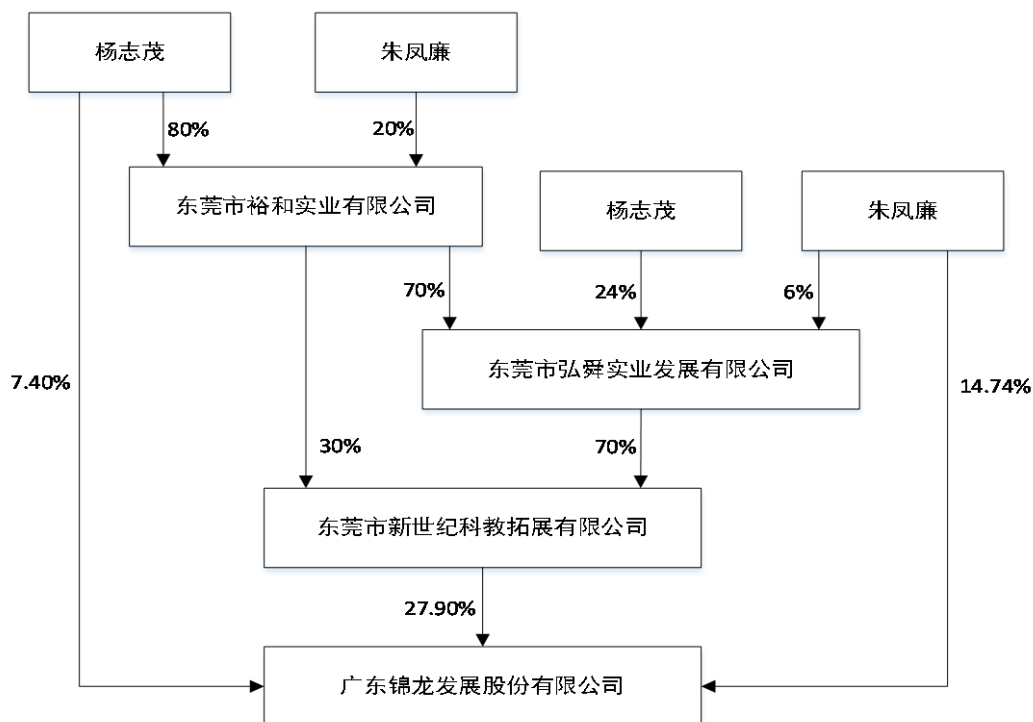 杨志茂
朱凤廉
80%
20%
东莞市裕和实业有限公司
杨志茂
朱凤廉
70%
24%
6%
东莞市弘舜实业发展有限公司
7.40%
14.74%
30%
70%
东莞市新世纪科教拓展有限公司
27.90%
广东锦龙发展股份有限公司